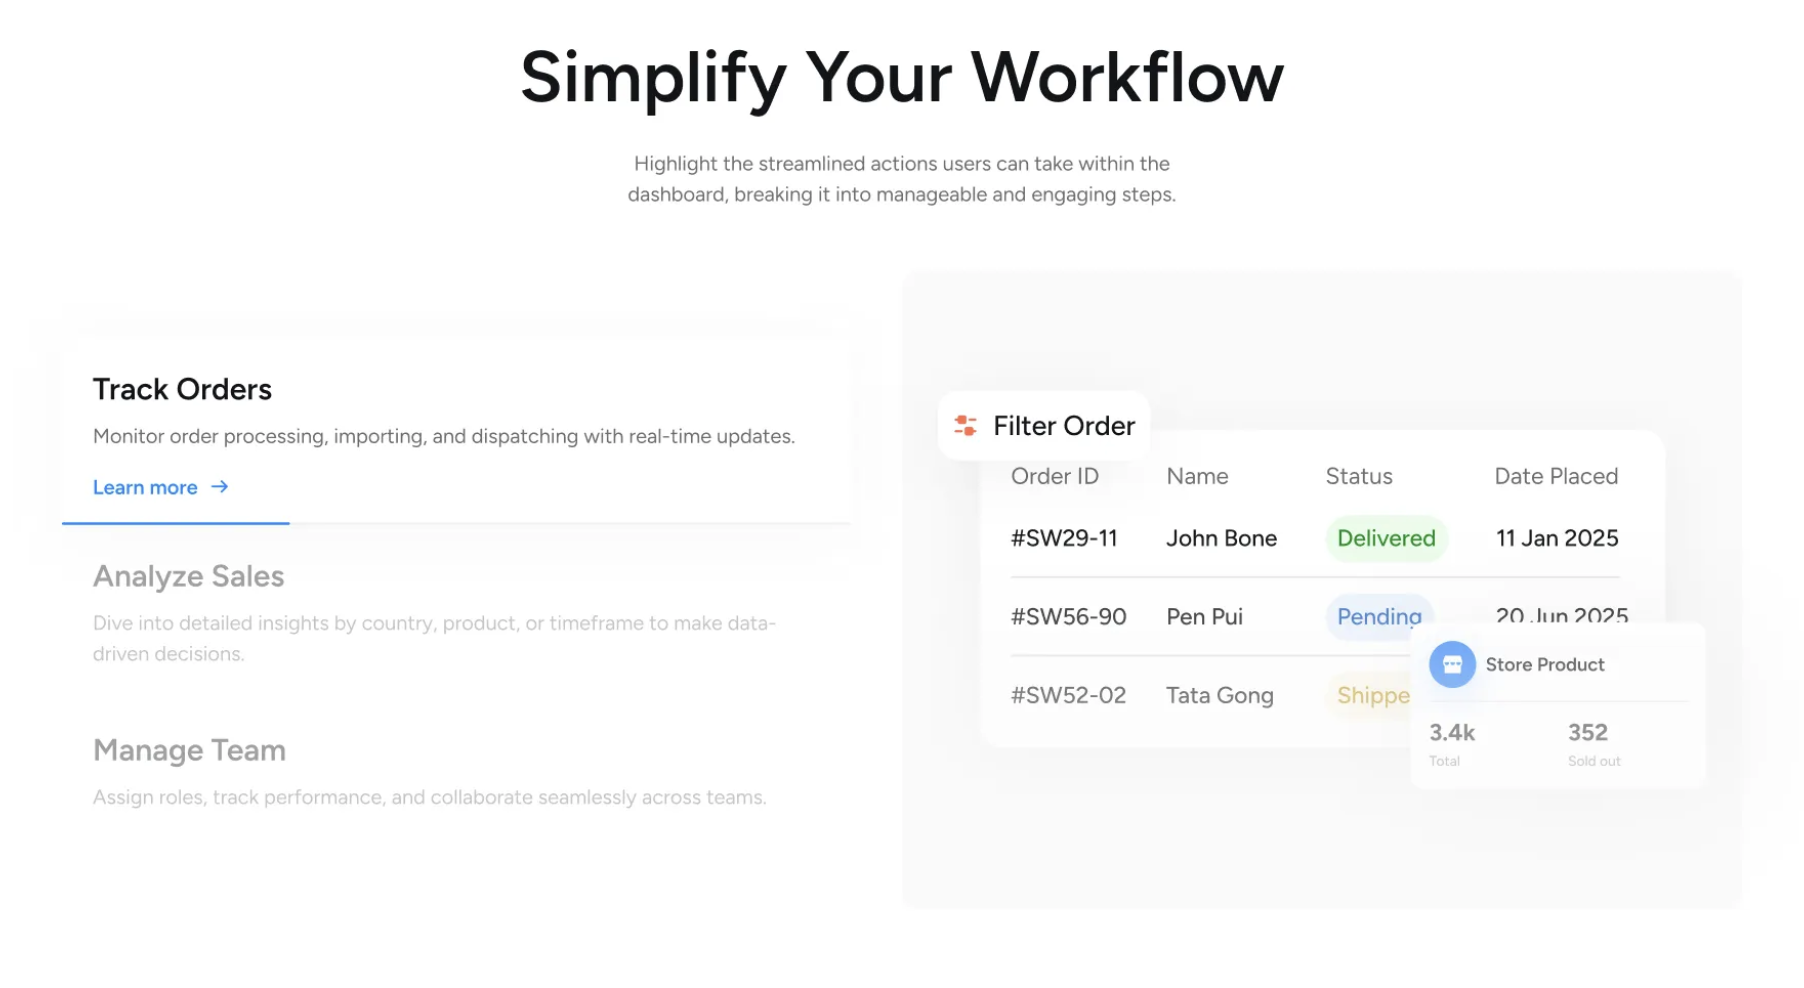 Simplify Your Workflow
Highlight the streamlined actions users can take within the
dashboard, breaking it into manageable and engaging steps.
Track Orders
Monitor order processing, importing, and dispatching with real-time updates.
Learn more
Analyze Sales
Dive into detailed insights by country, product, or timeframe to make data-
driven decisions.
Manage Team
Assign roles, track performance, and collaborate seamlessly across teams.
Filter Order
Order ID Name Status Date Placed
#SW29-11 John Bone Delivered 11 Jan 2025
#SW56-90 Pen Pui Pending 20 Jun 2025
#SW52-02 Tata Gong Shippe
Store Product
3.4k 352
Total Sold out